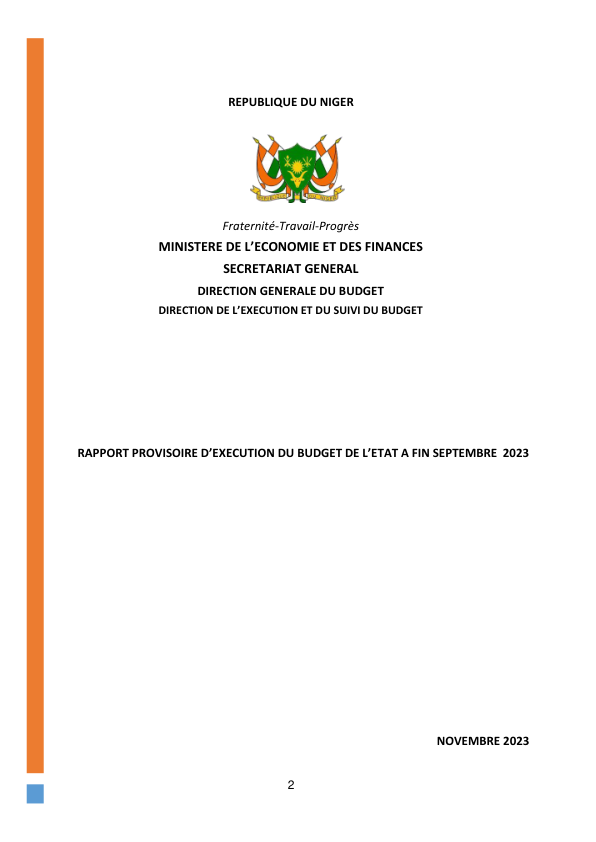 REPUBLIQUE DU NIGER
Fraternité-Travail-Progrès
MINISTERE DE L'ECONOMIE ET DES FINANCES
SECRETARIAT GENERAL
DIRECTION GENERALE DU BUDGET
DIRECTION DE L'EXECUTION ET DU SUIVI DU BUDGET
RAPPORT PROVISOIRE D'EXECUTION DU BUDGET DE L'ETAT A FIN SEPTEMBRE 2023
NOVEMBRE 2023
2